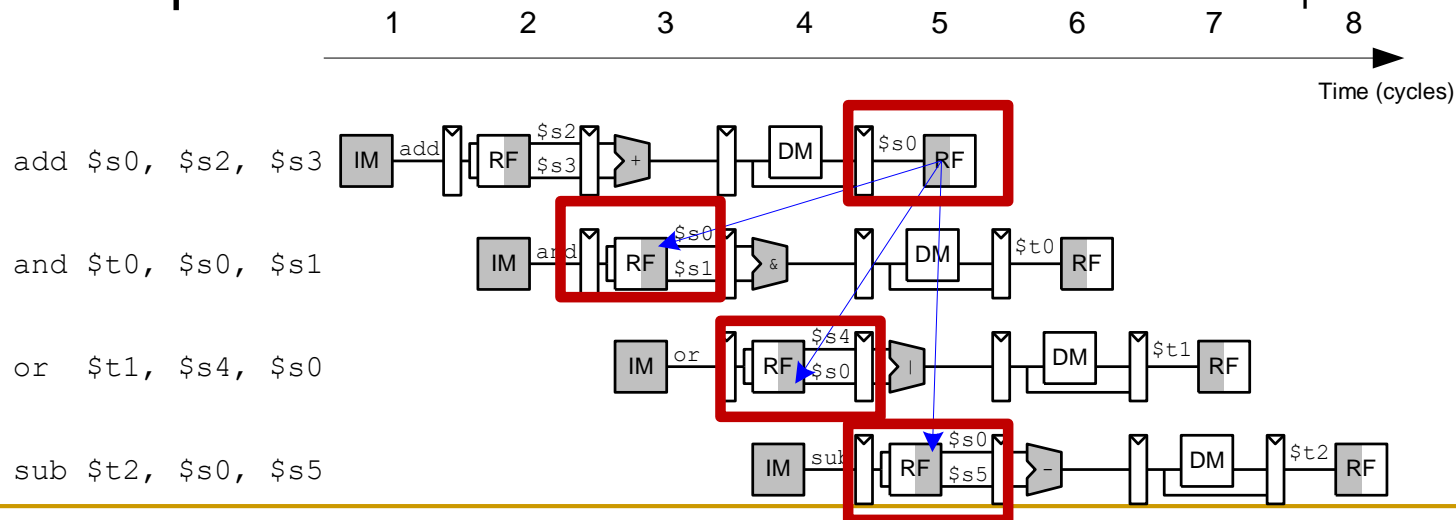 1 2 3 4 5 6 7 8
Time (cycles)
add $s0, $s2, $s3 IM add RF $s2 $s3 + DM $s0 RF
and $t0, $s0, $s1 IM and RF $s0 $s1 & DM $t0 RF
or $t1, $s4, $s0 IM or RF $s4 $s0 | DM $t1 RF
sub $t2, $s0, $s5 IM sub RF $s0 $s5 - DM $t2 RF